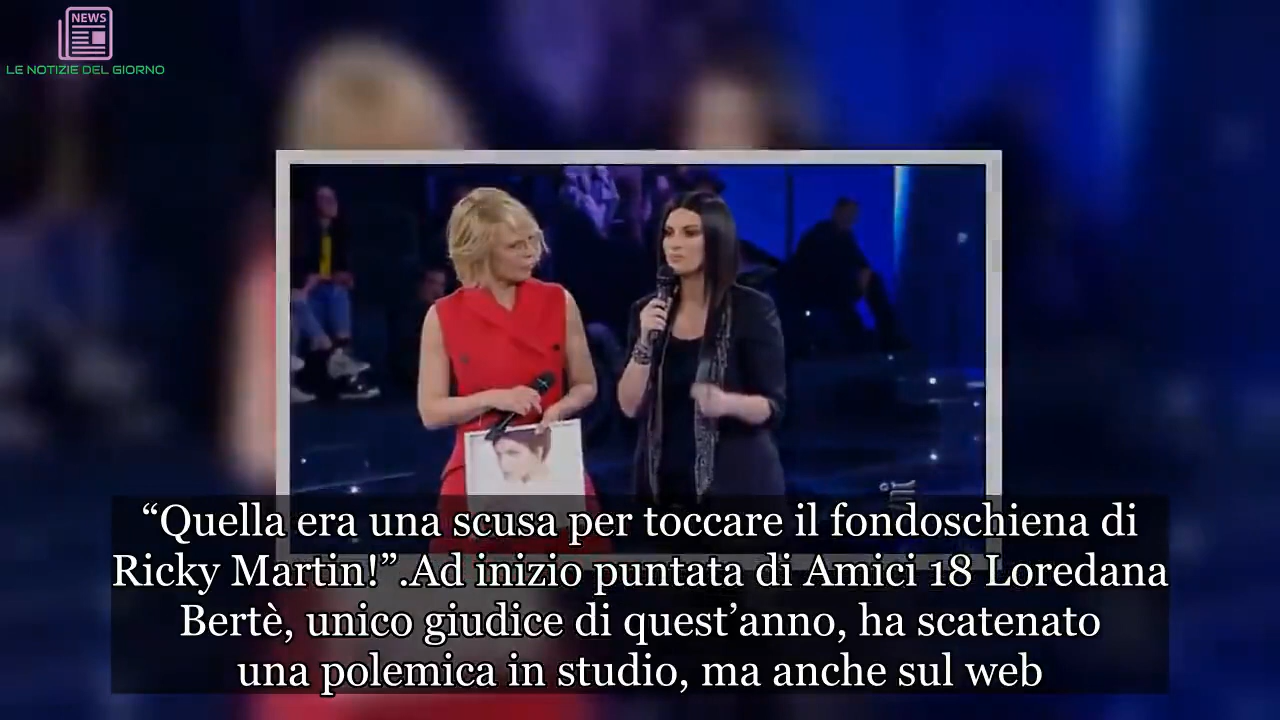 NEWS
LE NOTIZIE DEL GIORNO
“Quella era una scusa per toccare il fondoschiena di
Ricky Martin!”.Ad inizio puntata di Amici 18 Loredana
Bertè, unico giudice di quest’anno, ha scatenato
una polemica in studio, ma anche sul web